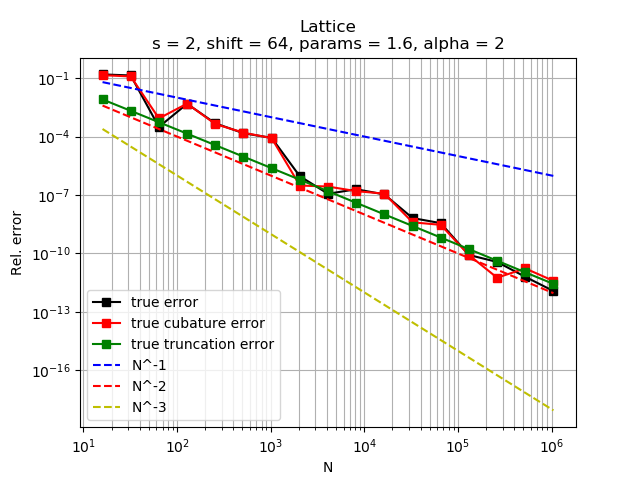 Lattice
s = 2, shift = 64, params = 1.6, alpha = 2
Rel. error
10^-1
10^-4
10^-7
10^-10
10^-13
10^-16
true error
true cubature error
true truncation error
N^-1
N^-2
N^-3
10^1
10^2
10^3
10^4
10^5
10^6
N